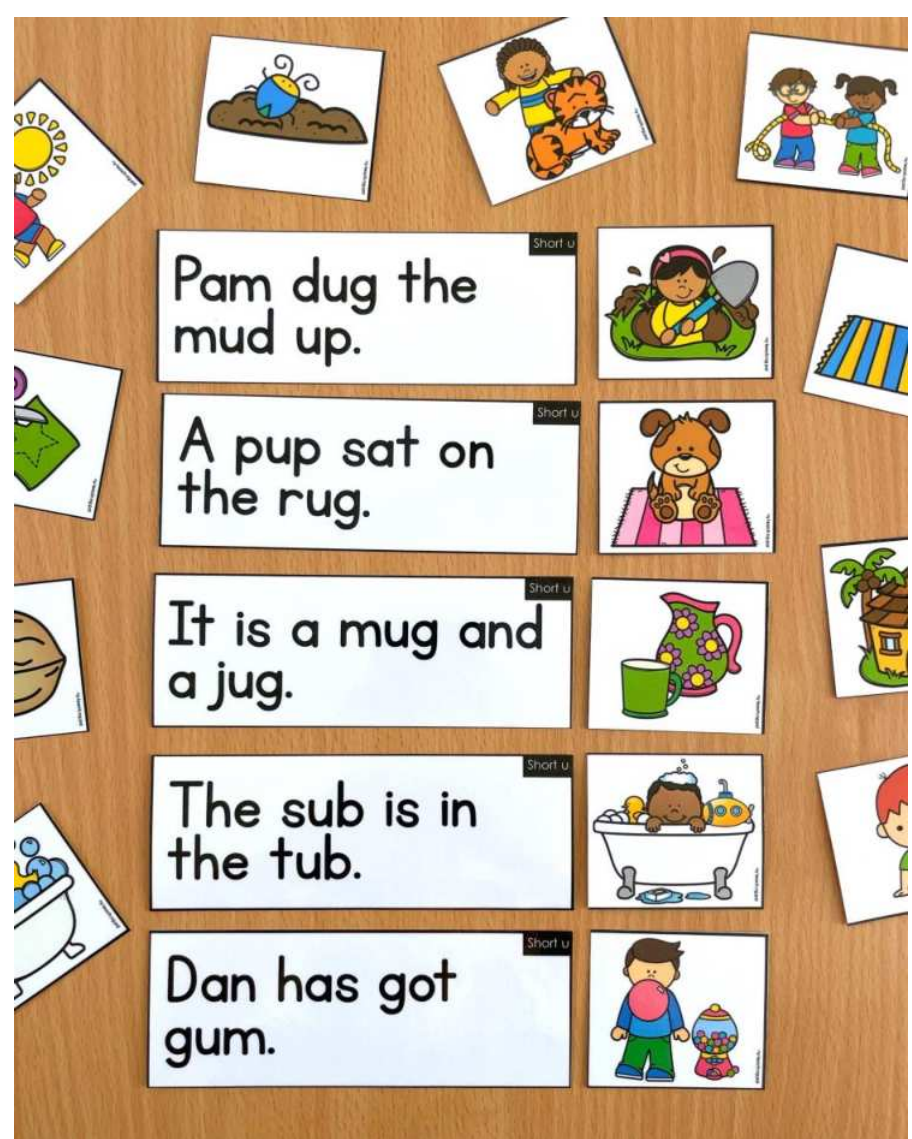 Short u
Pam dug the
mud up.
Short u
A pup sat on
the rug.
Short u
It is a mug and
a jug.
Short u
The sub is in
the tub.
Short u
Dan has got
gum.